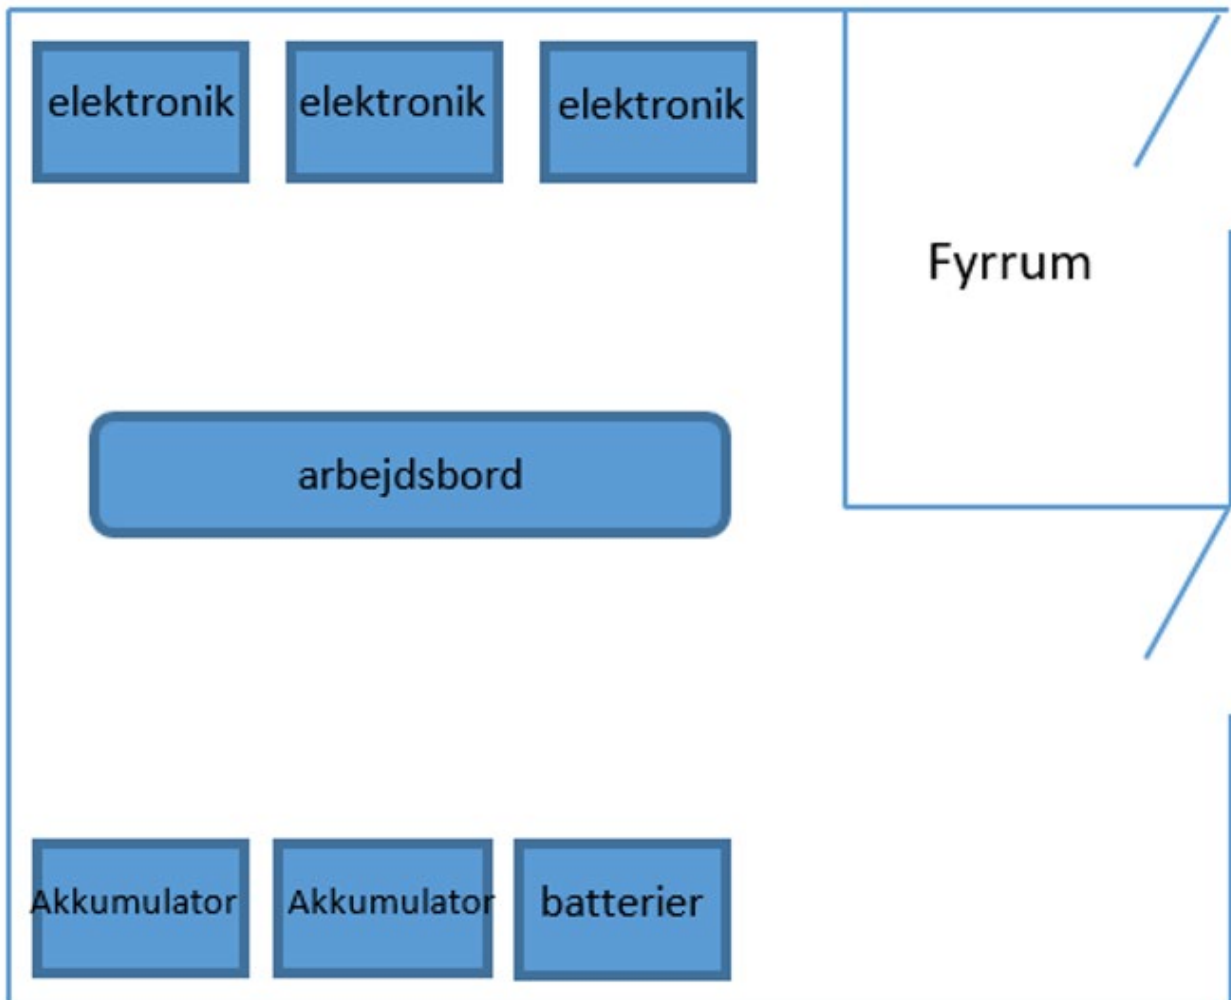 elektronik
elektronik
elektronik
Fyrrum
arbejdsbord
Akkumulator
Akkumulator
batterier